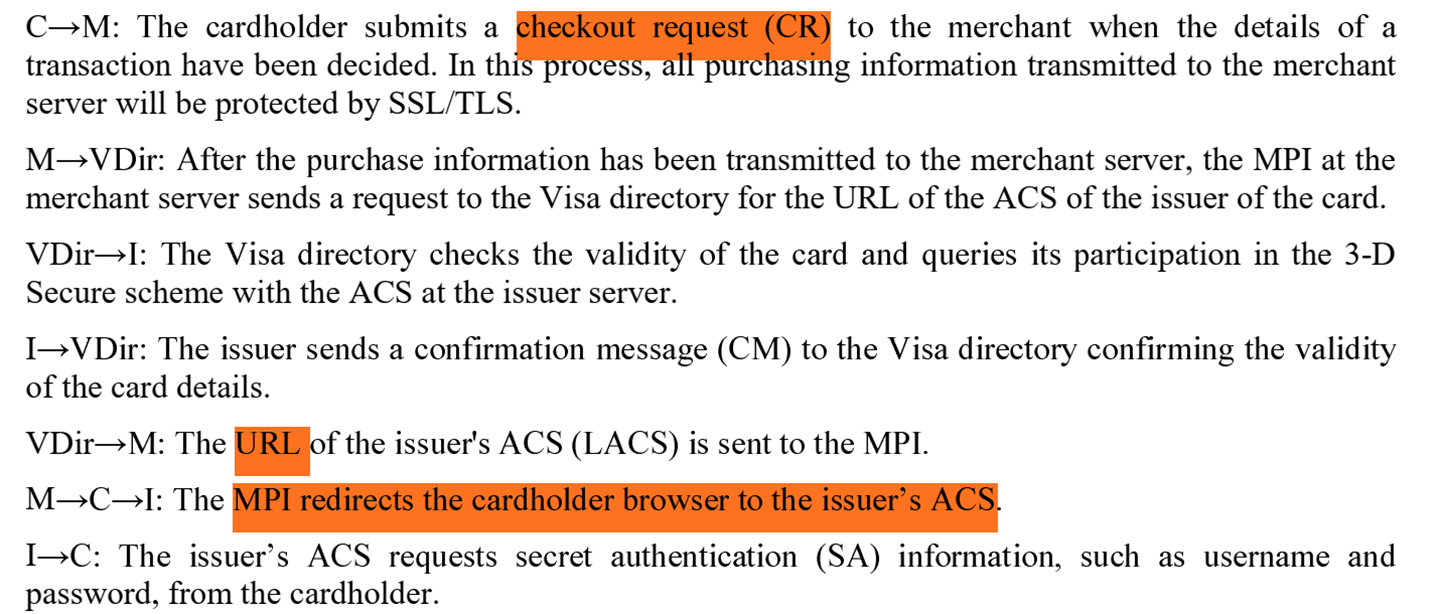 C→M: The cardholder submits a checkout request (CR) to the merchant when the details of a
transaction have been decided. In this process, all purchasing information transmitted to the merchant
server will be protected by SSL/TLS.
M→VDir: After the purchase information has been transmitted to the merchant server, the MPI at the
merchant server sends a request to the Visa directory for the URL of the ACS of the issuer of the card.
VDir→I: The Visa directory checks the validity of the card and queries its participation in the 3-D
Secure scheme with the ACS at the issuer server.
I→VDir: The issuer sends a confirmation message (CM) to the Visa directory confirming the validity
of the card details.
VDir→M: The URL of the issuer's ACS (LACS) is sent to the MPI.
M→C→I: The MPI redirects the cardholder browser to the issuer’s ACS.
I→C: The issuer’s ACS requests secret authentication (SA) information, such as username and
password, from the cardholder.